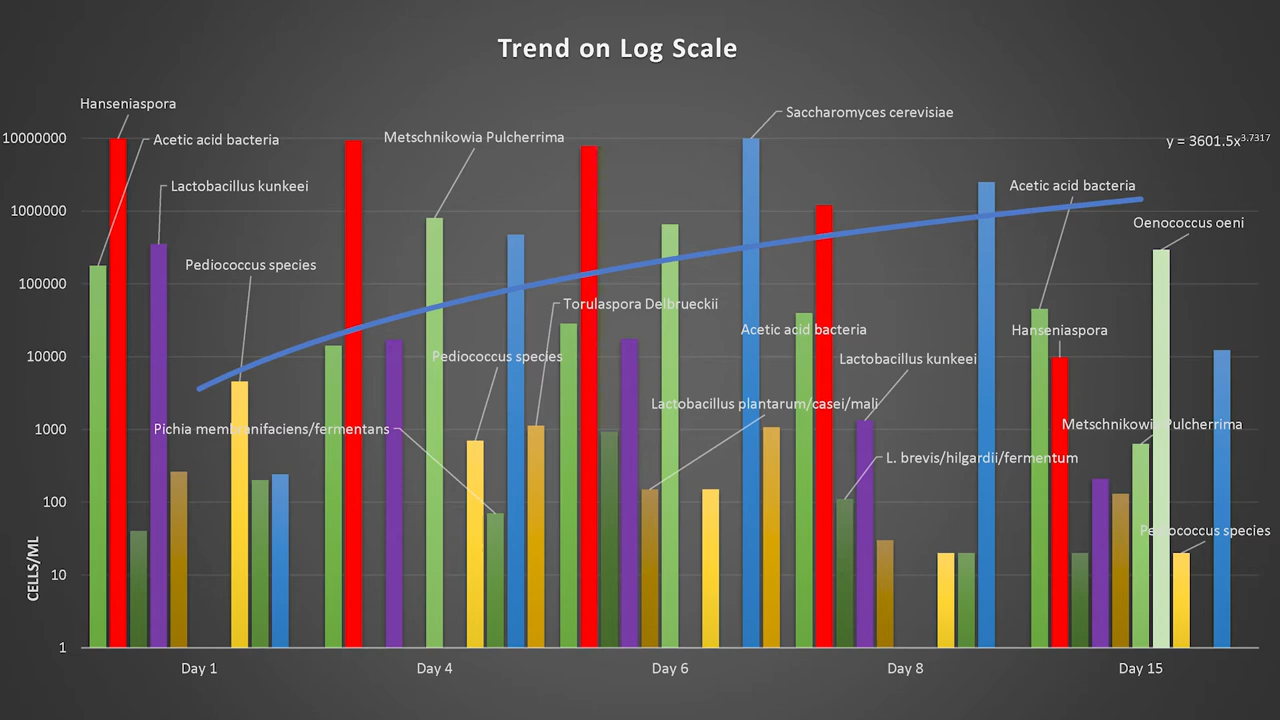 Trend on Log Scale
Hanseniaspora
Saccharomyces cerevisiae
10000000
Acetic acid bacteria
Metschnikowia Pulcherrima
y = 3601.5x^3.7317
Lactobacillus kunkeei
Acetic acid bacteria
1000000
Oenococcus oeni
Pediococcus species
100000
Torulaspora Delbrueckii
Acetic acid bacteria
Hanseniaspora
10000
Pediococcus species
Lactobacillus kunkeei
Lactobacillus plantarum/casei/mali
Metschnikowia Pulcherrima
1000
Pichia membranifaciens/fermentans
L. brevis/hilgardii/fermentum
100
Pediococcus species
CELLS/ML
10
1
Day 1
Day 4
Day 6
Day 8
Day 15